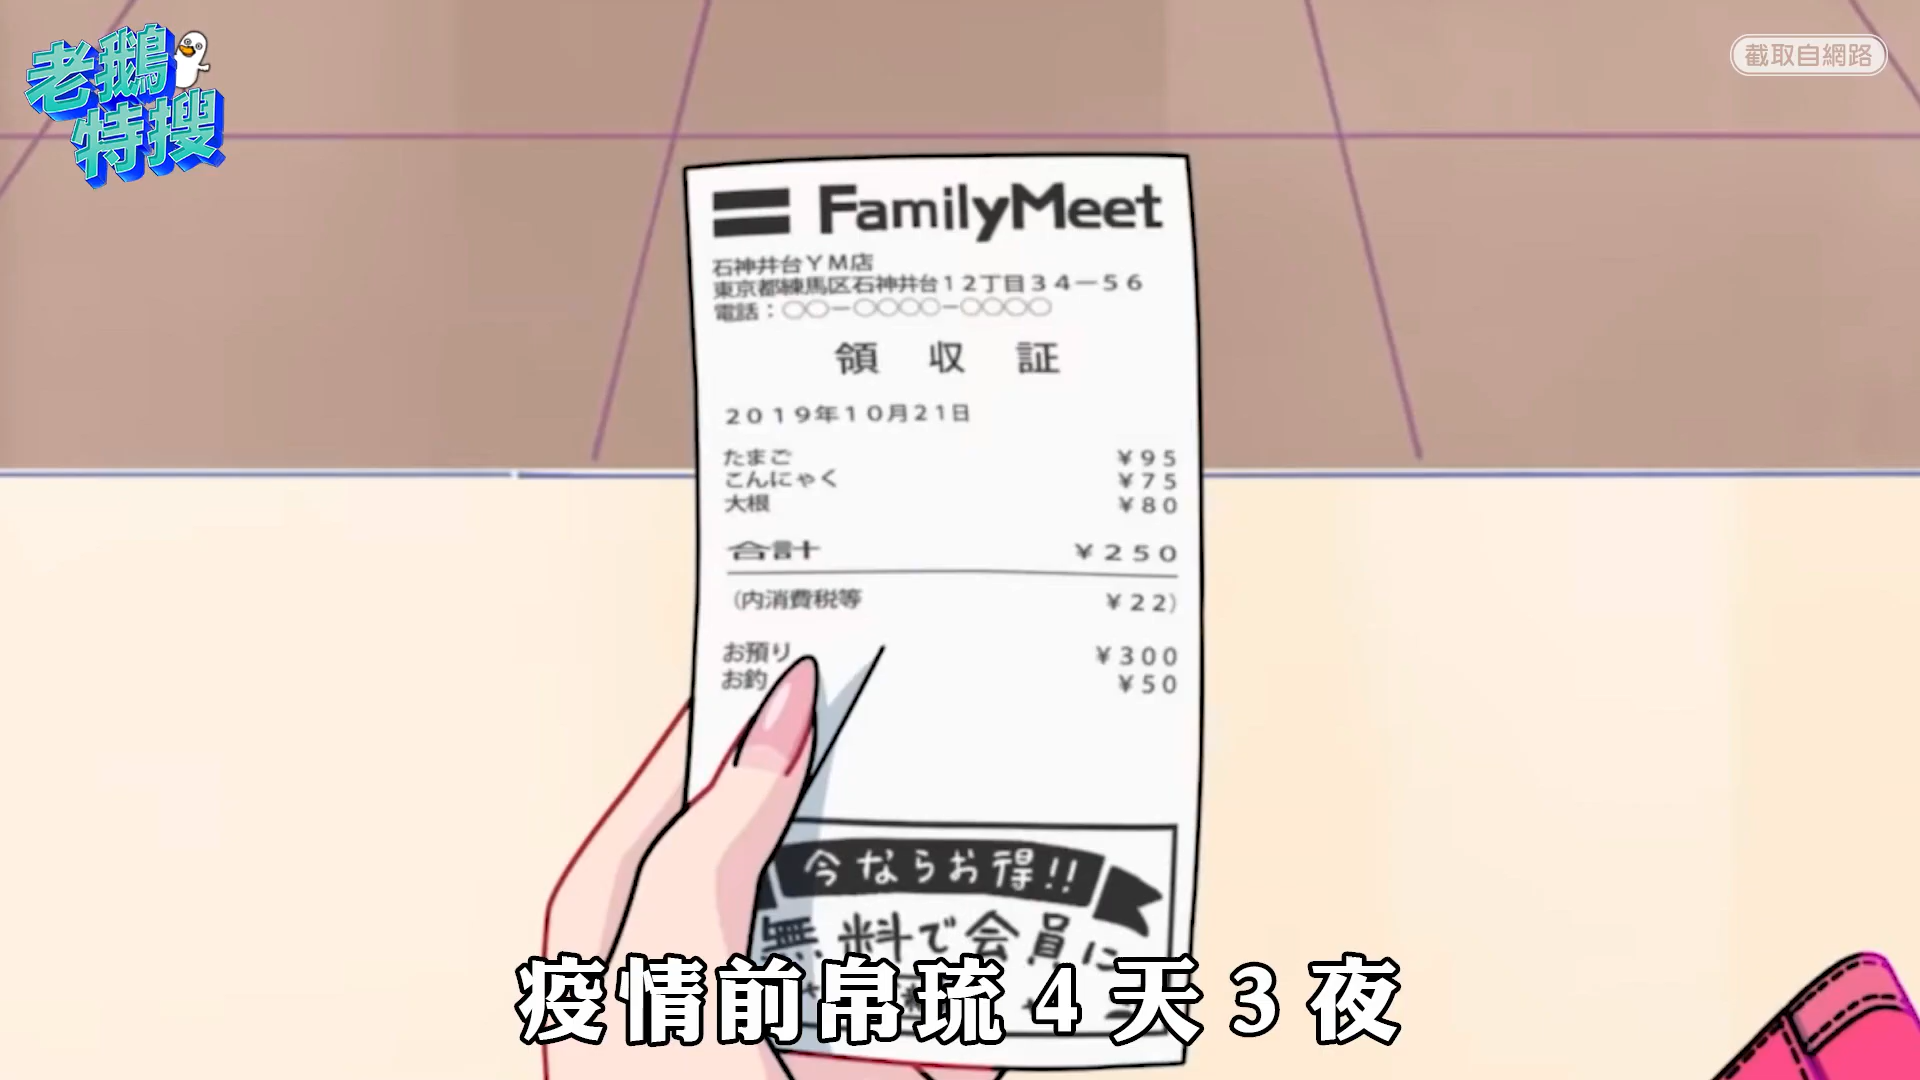 老鵝
特搜
截取自網路
FamilyMeet
石神井台YM店
東京都練馬区石神井台12丁目34－56
電話：○○－○○○○－○○○○
領収証
2019年10月21日
たまご ￥95
こんにゃく ￥75
大根 ￥80
合計 ￥250
（内消費税等 ￥22）
お預り ￥300
お釣 ￥50
今ならお得!!
無料で会員に
疫情前帛琉4天3夜